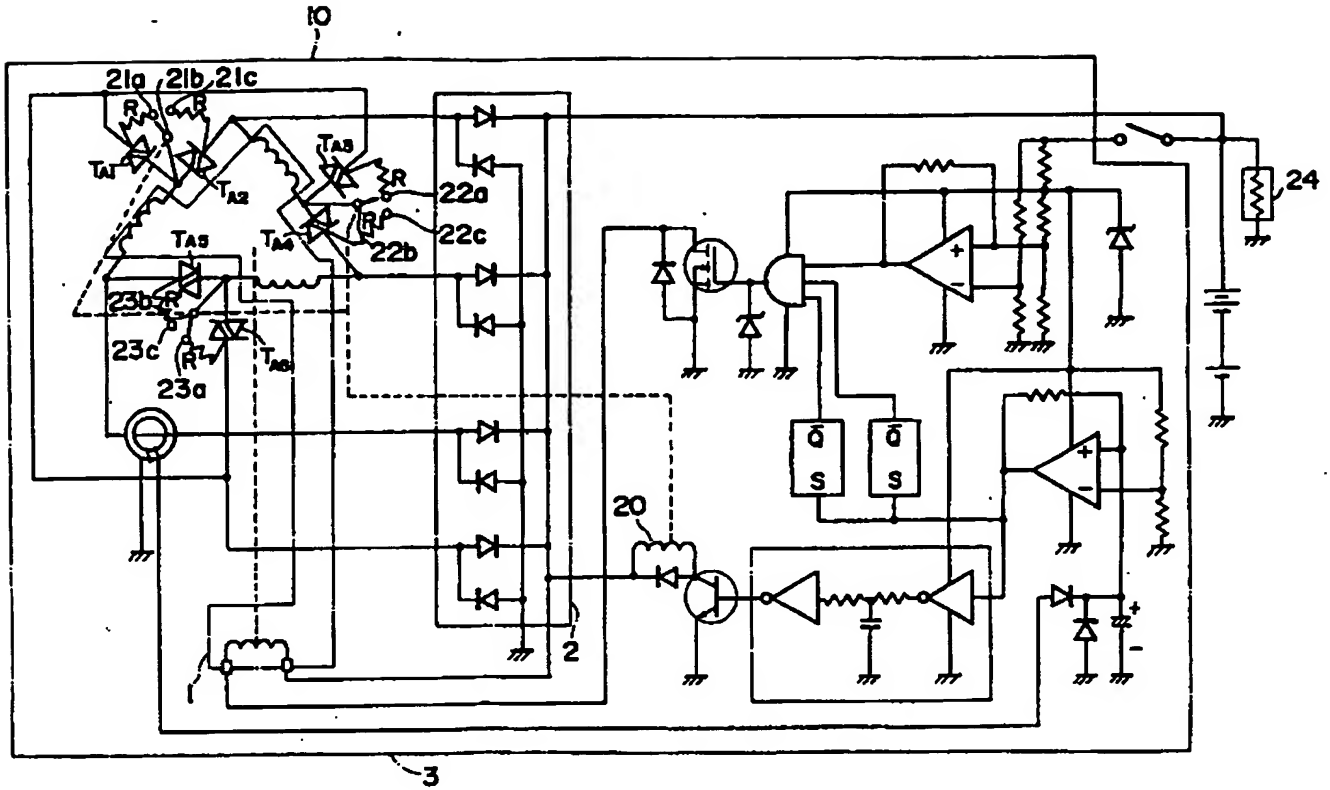 10
21a 21b 21c
R R
TA1 TA2 TA3
R
22a
22c
TA4 R 22b
TA5
23b R
23c
R
23a TA6
24
+
-
+
-
Q̄ Q̄
S S
20
+
-
1
2
3